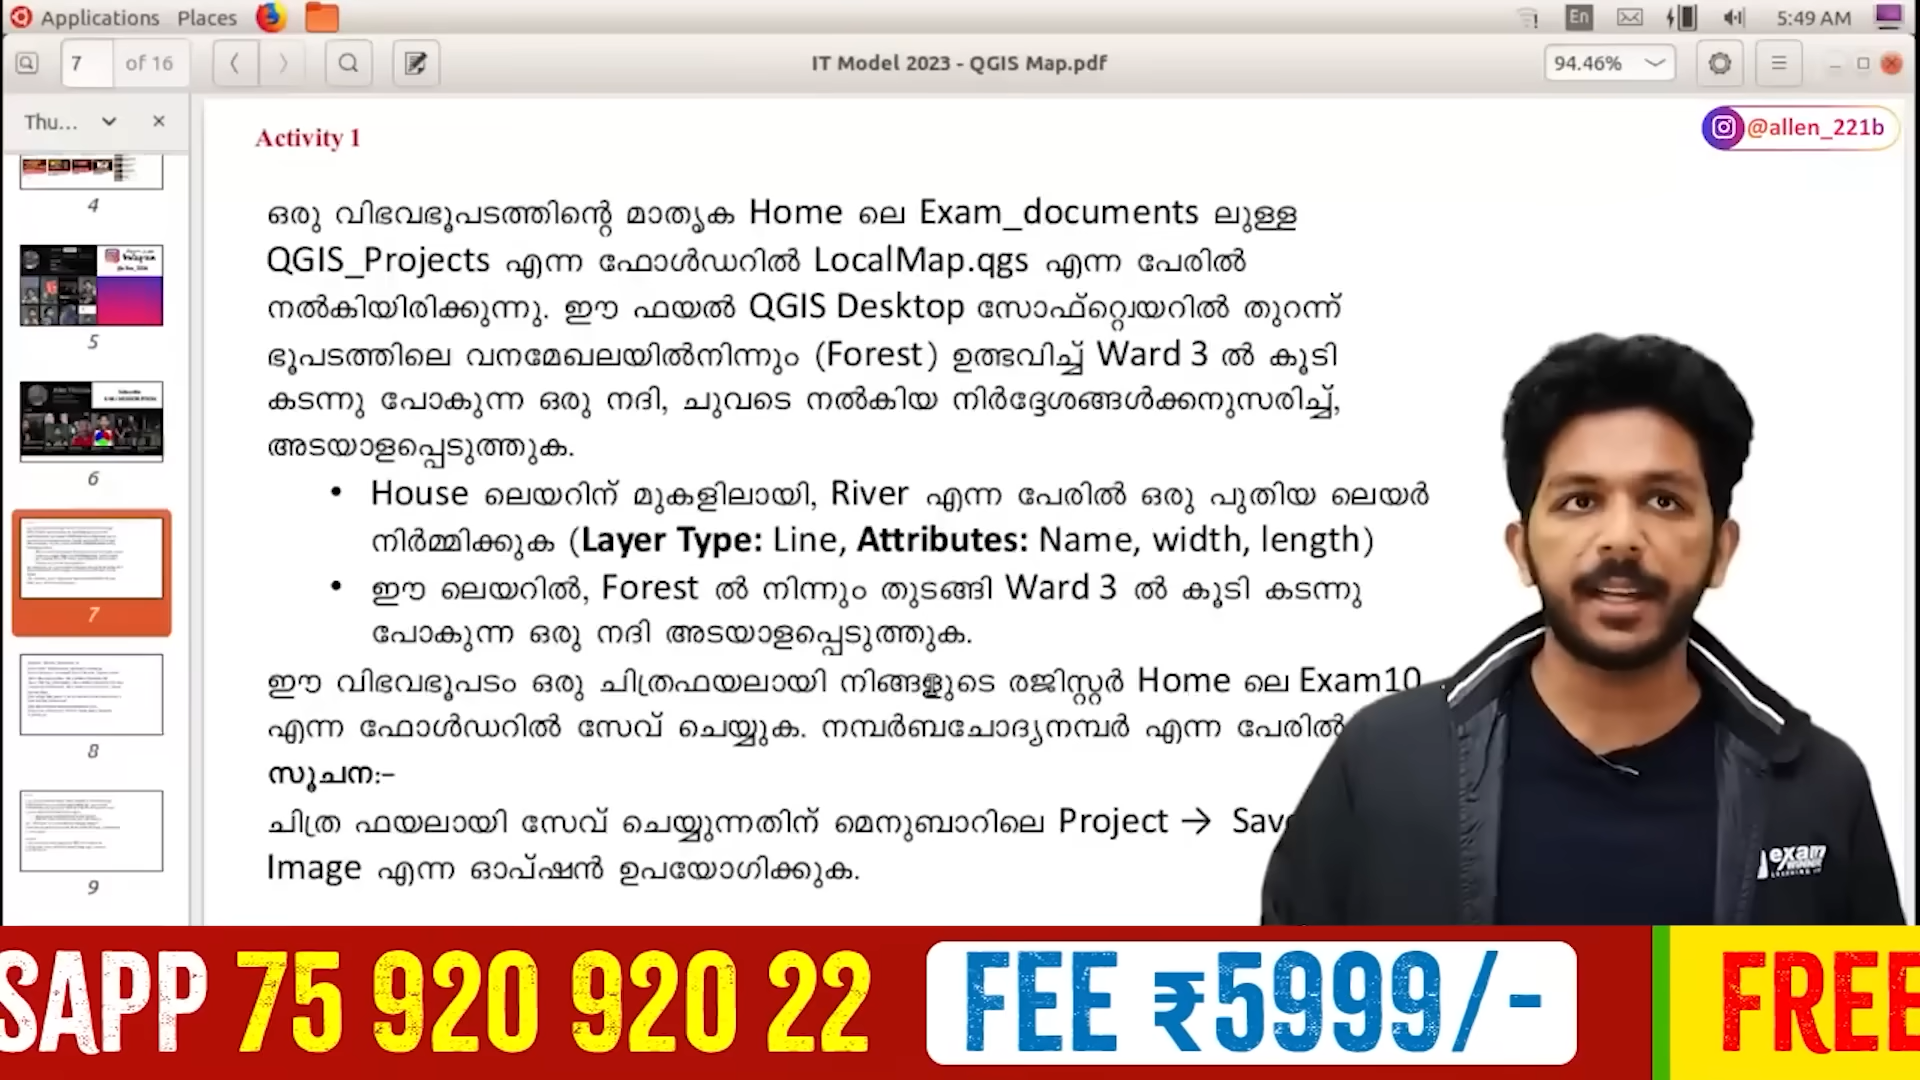 Applications Places
En
5:49 AM
7 of 16
IT Model 2023 - QGIS Map.pdf
94.46%
Thu...
4
5
6
7
8
9
@allen_221b
Activity 1
ഒരു വിഭവഭൂപടത്തിന്റെ മാതൃക Home ലെ Exam_documents ലുള്ള
QGIS_Projects എന്ന ഫോൾഡറിൽ LocalMap.qgs എന്ന പേരിൽ
നൽകിയിരിക്കുന്നു. ഈ ഫയൽ QGIS Desktop സോഫ്റ്റ്വെയറിൽ തുറന്ന്
ഭൂപടത്തിലെ വനമേഖലയിൽനിന്നും (Forest) ഉത്ഭവിച്ച് Ward 3 ൽ കൂടി
കടന്നു പോകുന്ന ഒരു നദി, ചുവടെ നൽകിയ നിർദ്ദേശങ്ങൾക്കനുസരിച്ച്,
അടയാളപ്പെടുത്തുക.
• House ലെയറിന് മുകളിലായി, River എന്ന പേരിൽ ഒരു പുതിയ ലെയർ
നിർമ്മിക്കുക (Layer Type: Line, Attributes: Name, width, length)
• ഈ ലെയറിൽ, Forest ൽ നിന്നും തുടങ്ങി Ward 3 ൽ കൂടി കടന്നു
പോകുന്ന ഒരു നദി അടയാളപ്പെടുത്തുക.
ഈ വിഭവഭൂപടം ഒരു ചിത്രഫയലായി നിങ്ങളുടെ രജിസ്റ്റർ Home ലെ Exam10
എന്ന ഫോൾഡറിൽ സേവ് ചെയ്യുക. നമ്പർബചോദ്യനമ്പർ എന്ന പേരിൽ
സൂചന:–
ചിത്ര ഫയലായി സേവ് ചെയ്യുന്നതിന് മെനുബാറിലെ Project → Sav
Image എന്ന ഓപ്ഷൻ ഉപയോഗിക്കുക.
exam WINNER
SAPP 75 920 920 22
FEE ₹5999/-
FREE